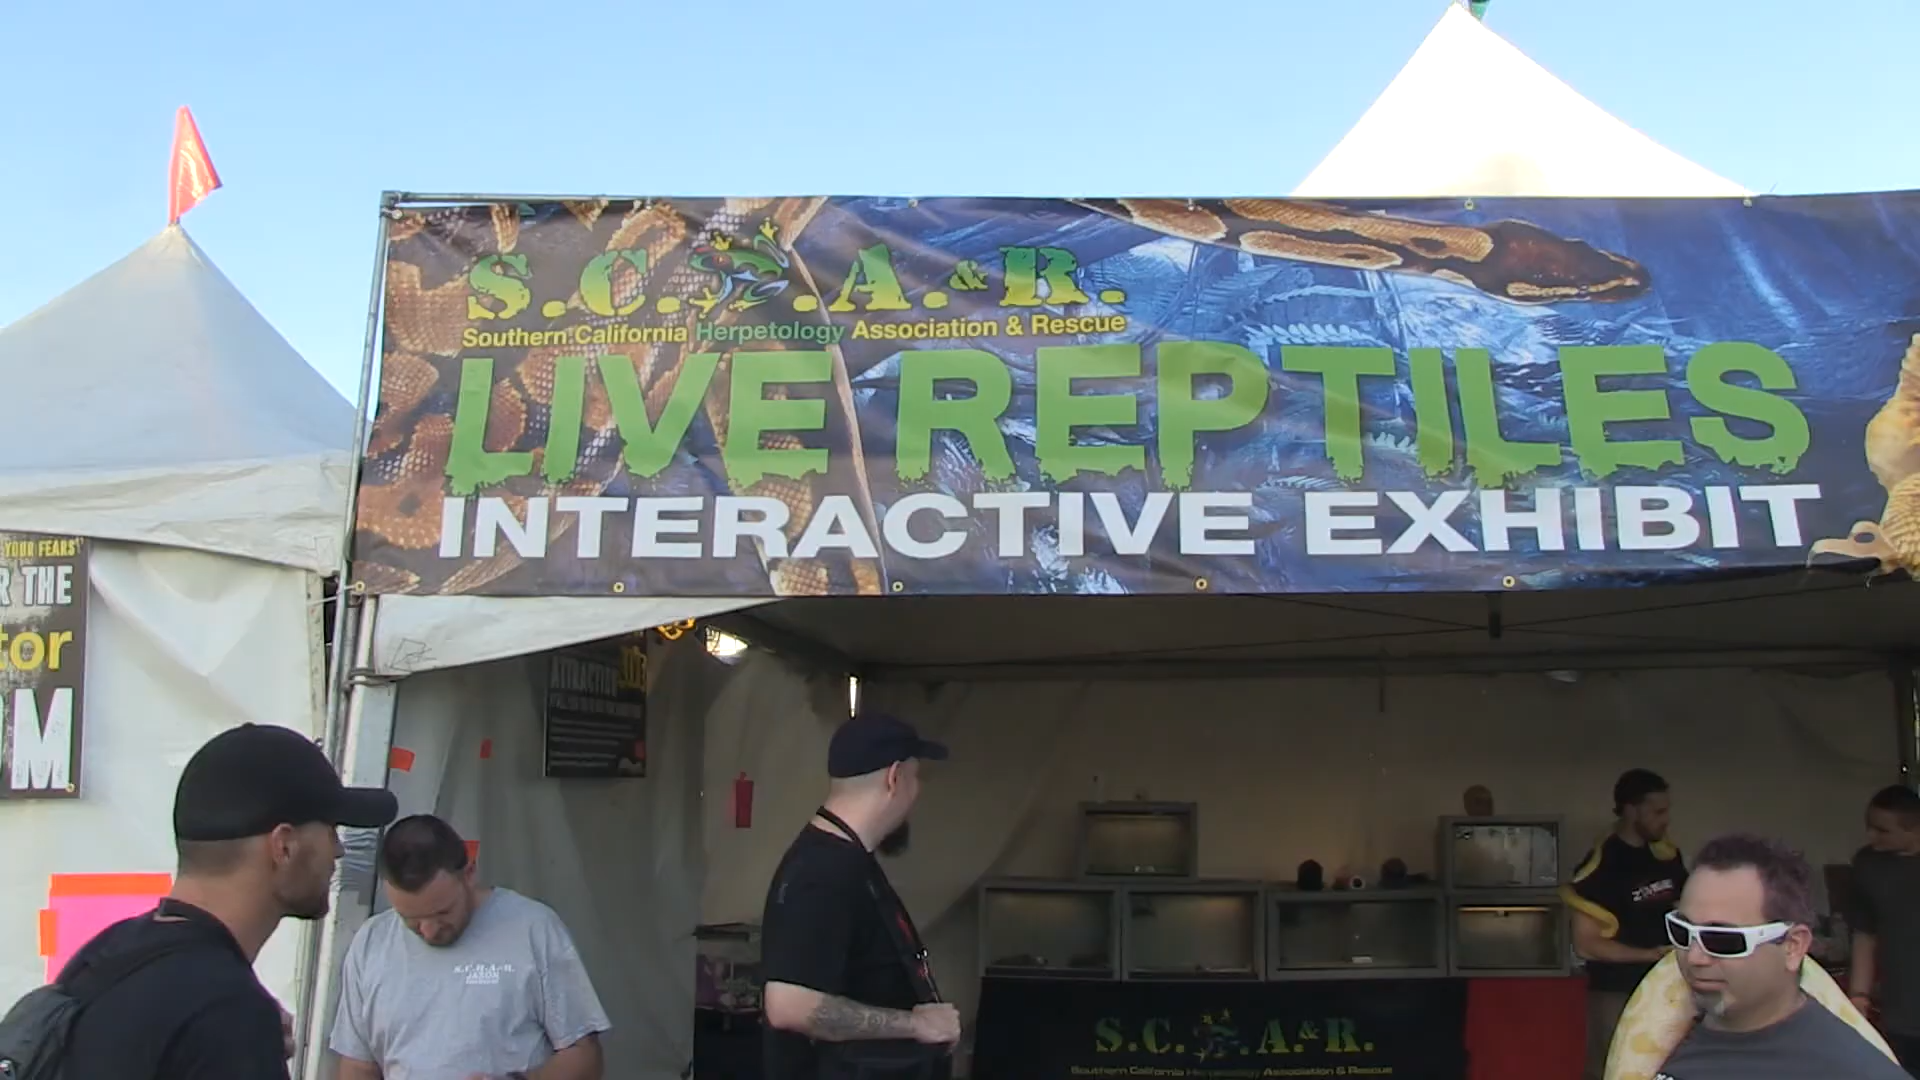 S.C. .A.&R.
Southern California Herpetology Association & Rescue
LIVE REPTILES
INTERACTIVE EXHIBIT
YOUR FEARS
R THE
tor
M
ATTRACTION
S.C.H.A.&R.
JASON
S.C. .A.&R.
Southern California Herpetology Association & Rescue